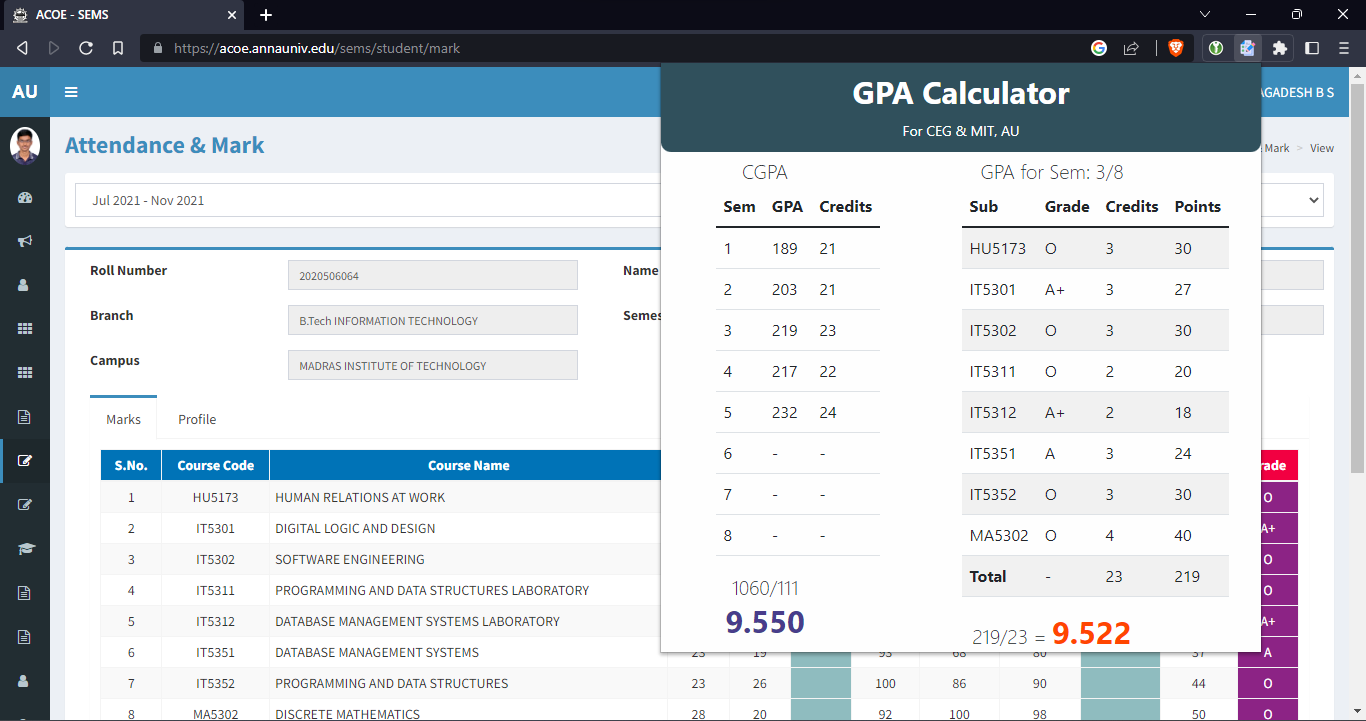 ACOE - SEMS
https://acoe.annauniv.edu/sems/student/mark
AU
AGADESH B S
Attendance & Mark
Mark > View
Jul 2021 - Nov 2021
Roll Number 2020506064 Name
Branch B.Tech INFORMATION TECHNOLOGY
Campus MADRAS INSTITUTE OF TECHNOLOGY
Marks Profile
S.No. Course Code Course Name
1 HU5173 HUMAN RELATIONS AT WORK O
2 IT5301 DIGITAL LOGIC AND DESIGN A+
3 IT5302 SOFTWARE ENGINEERING O
4 IT5311 PROGRAMMING AND DATA STRUCTURES LABORATORY O
5 IT5312 DATABASE MANAGEMENT SYSTEMS LABORATORY A+
6 IT5351 DATABASE MANAGEMENT SYSTEMS 23 19 93 68 80 37 A
7 IT5352 PROGRAMMING AND DATA STRUCTURES 23 26 100 86 90 44 O
8 MA5302 DISCRETE MATHEMATICS 28 20 92 100 98 50 O
GPA Calculator
For CEG & MIT, AU
CGPA
Sem GPA Credits
1 189 21
2 203 21
3 219 23
4 217 22
5 232 24
6 - -
7 - -
8 - -
1060/111
9.550
GPA for Sem: 3/8
Sub Grade Credits Points
HU5173 O 3 30
IT5301 A+ 3 27
IT5302 O 3 30
IT5311 O 2 20
IT5312 A+ 2 18
IT5351 A 3 24
IT5352 O 3 30
MA5302 O 4 40
Total - 23 219
219/23 = 9.522